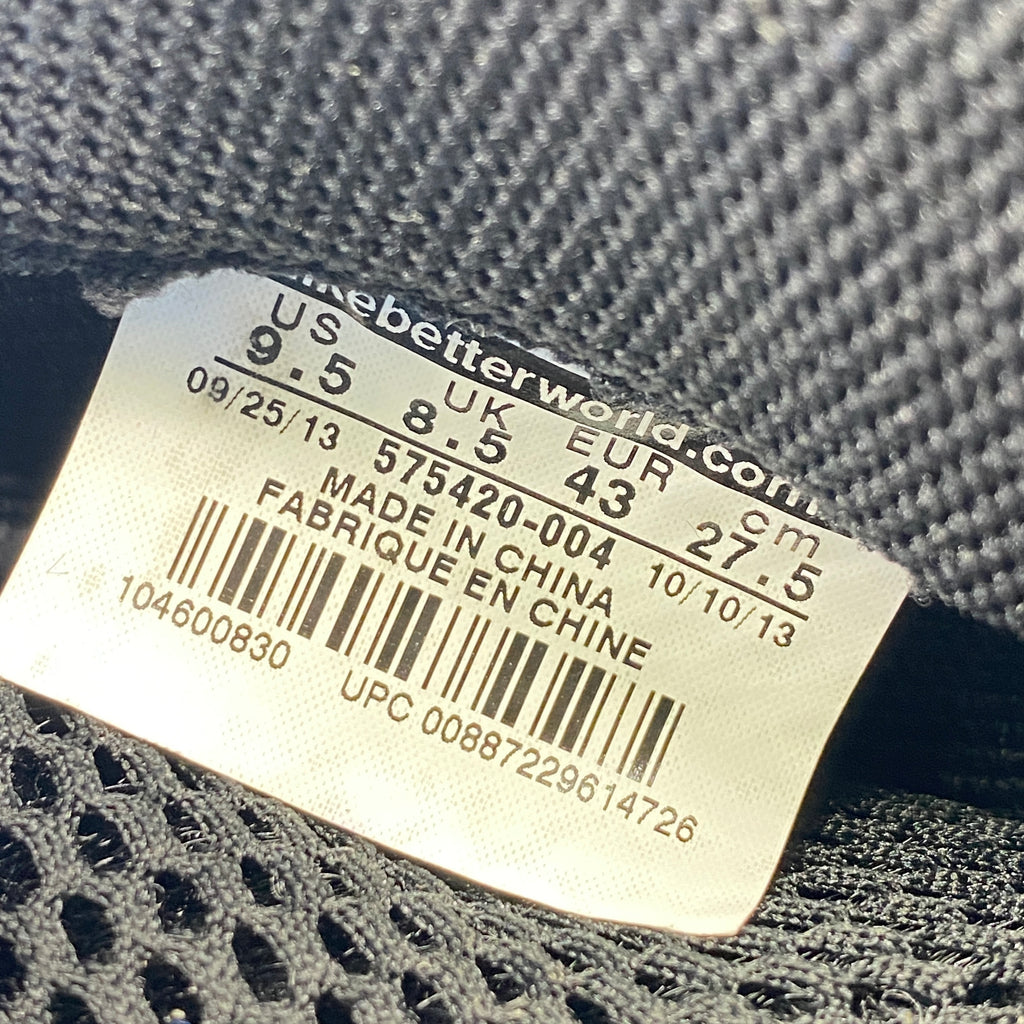 ikebetterworld.com
US UK EUR cm
9.5 8.5 43 27.5
09/25/13 575420-004 10/10/13
MADE IN CHINA
FABRIQUE EN CHINE
104600830 UPC 00887229614726